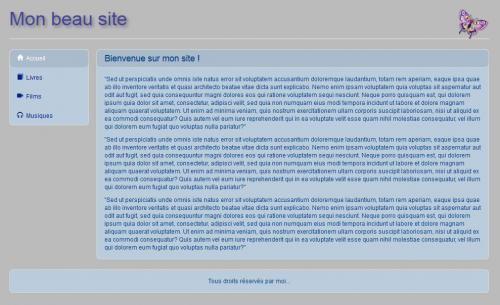 Mon beau site
Accueil
Livres
Films
Musiques
Bienvenue sur mon site !
"Sed ut perspiciatis unde omnis iste natus error sit voluptatem accusantium doloremque laudantium, totam rem aperiam, eaque ipsa quae
ab illo inventore veritatis et quasi architecto beatae vitae dicta sunt explicabo. Nemo enim ipsam voluptatem quia voluptas sit aspernatur aut
odit aut fugit, sed quia consequuntur magni dolores eos qui ratione voluptatem sequi nesciunt. Neque porro quisquam est, qui dolorem
ipsum quia dolor sit amet, consectetur, adipisci velit, sed quia non numquam eius modi tempora incidunt ut labore et dolore magnam
aliquam quaerat voluptatem. Ut enim ad minima veniam, quis nostrum exercitationem ullam corporis suscipit laboriosam, nisi ut aliquid ex
ea commodi consequatur? Quis autem vel eum iure reprehenderit qui in ea voluptate velit esse quam nihil molestiae consequatur, vel illum
qui dolorem eum fugiat quo voluptas nulla pariatur?"
"Sed ut perspiciatis unde omnis iste natus error sit voluptatem accusantium doloremque laudantium, totam rem aperiam, eaque ipsa quae
ab illo inventore veritatis et quasi architecto beatae vitae dicta sunt explicabo. Nemo enim ipsam voluptatem quia voluptas sit aspernatur aut
odit aut fugit, sed quia consequuntur magni dolores eos qui ratione voluptatem sequi nesciunt. Neque porro quisquam est, qui dolorem
ipsum quia dolor sit amet, consectetur, adipisci velit, sed quia non numquam eius modi tempora incidunt ut labore et dolore magnam
aliquam quaerat voluptatem. Ut enim ad minima veniam, quis nostrum exercitationem ullam corporis suscipit laboriosam, nisi ut aliquid ex
ea commodi consequatur? Quis autem vel eum iure reprehenderit qui in ea voluptate velit esse quam nihil molestiae consequatur, vel illum
qui dolorem eum fugiat quo voluptas nulla pariatur?"
"Sed ut perspiciatis unde omnis iste natus error sit voluptatem accusantium doloremque laudantium, totam rem aperiam, eaque ipsa quae
ab illo inventore veritatis et quasi architecto beatae vitae dicta sunt explicabo. Nemo enim ipsam voluptatem quia voluptas sit aspernatur aut
odit aut fugit, sed quia consequuntur magni dolores eos qui ratione voluptatem sequi nesciunt. Neque porro quisquam est, qui dolorem
ipsum quia dolor sit amet, consectetur, adipisci velit, sed quia non numquam eius modi tempora incidunt ut labore et dolore magnam
aliquam quaerat voluptatem. Ut enim ad minima veniam, quis nostrum exercitationem ullam corporis suscipit laboriosam, nisi ut aliquid ex
ea commodi consequatur? Quis autem vel eum iure reprehenderit qui in ea voluptate velit esse quam nihil molestiae consequatur, vel illum
qui dolorem eum fugiat quo voluptas nulla pariatur?"
Tous droits réservés par moi...